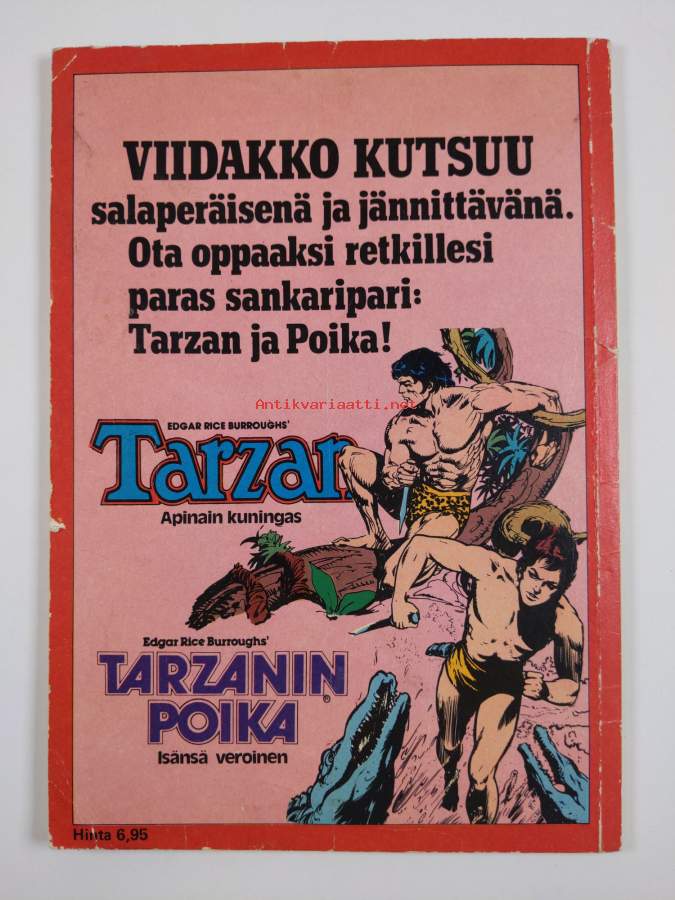 VIIDAKKO KUTSUU
salaperäisenä ja jännittävänä.
Ota oppaaksi retkillesi
paras sankaripari:
Tarzan ja Poika!
Antikvariaatti.net
EDGAR RICE BURROUGHS'
Tarzan
Apinain kuningas
Edgar Rice Burroughs'
TARZANIN
POIKA®
Isänsä veroinen
Hinta 6,95